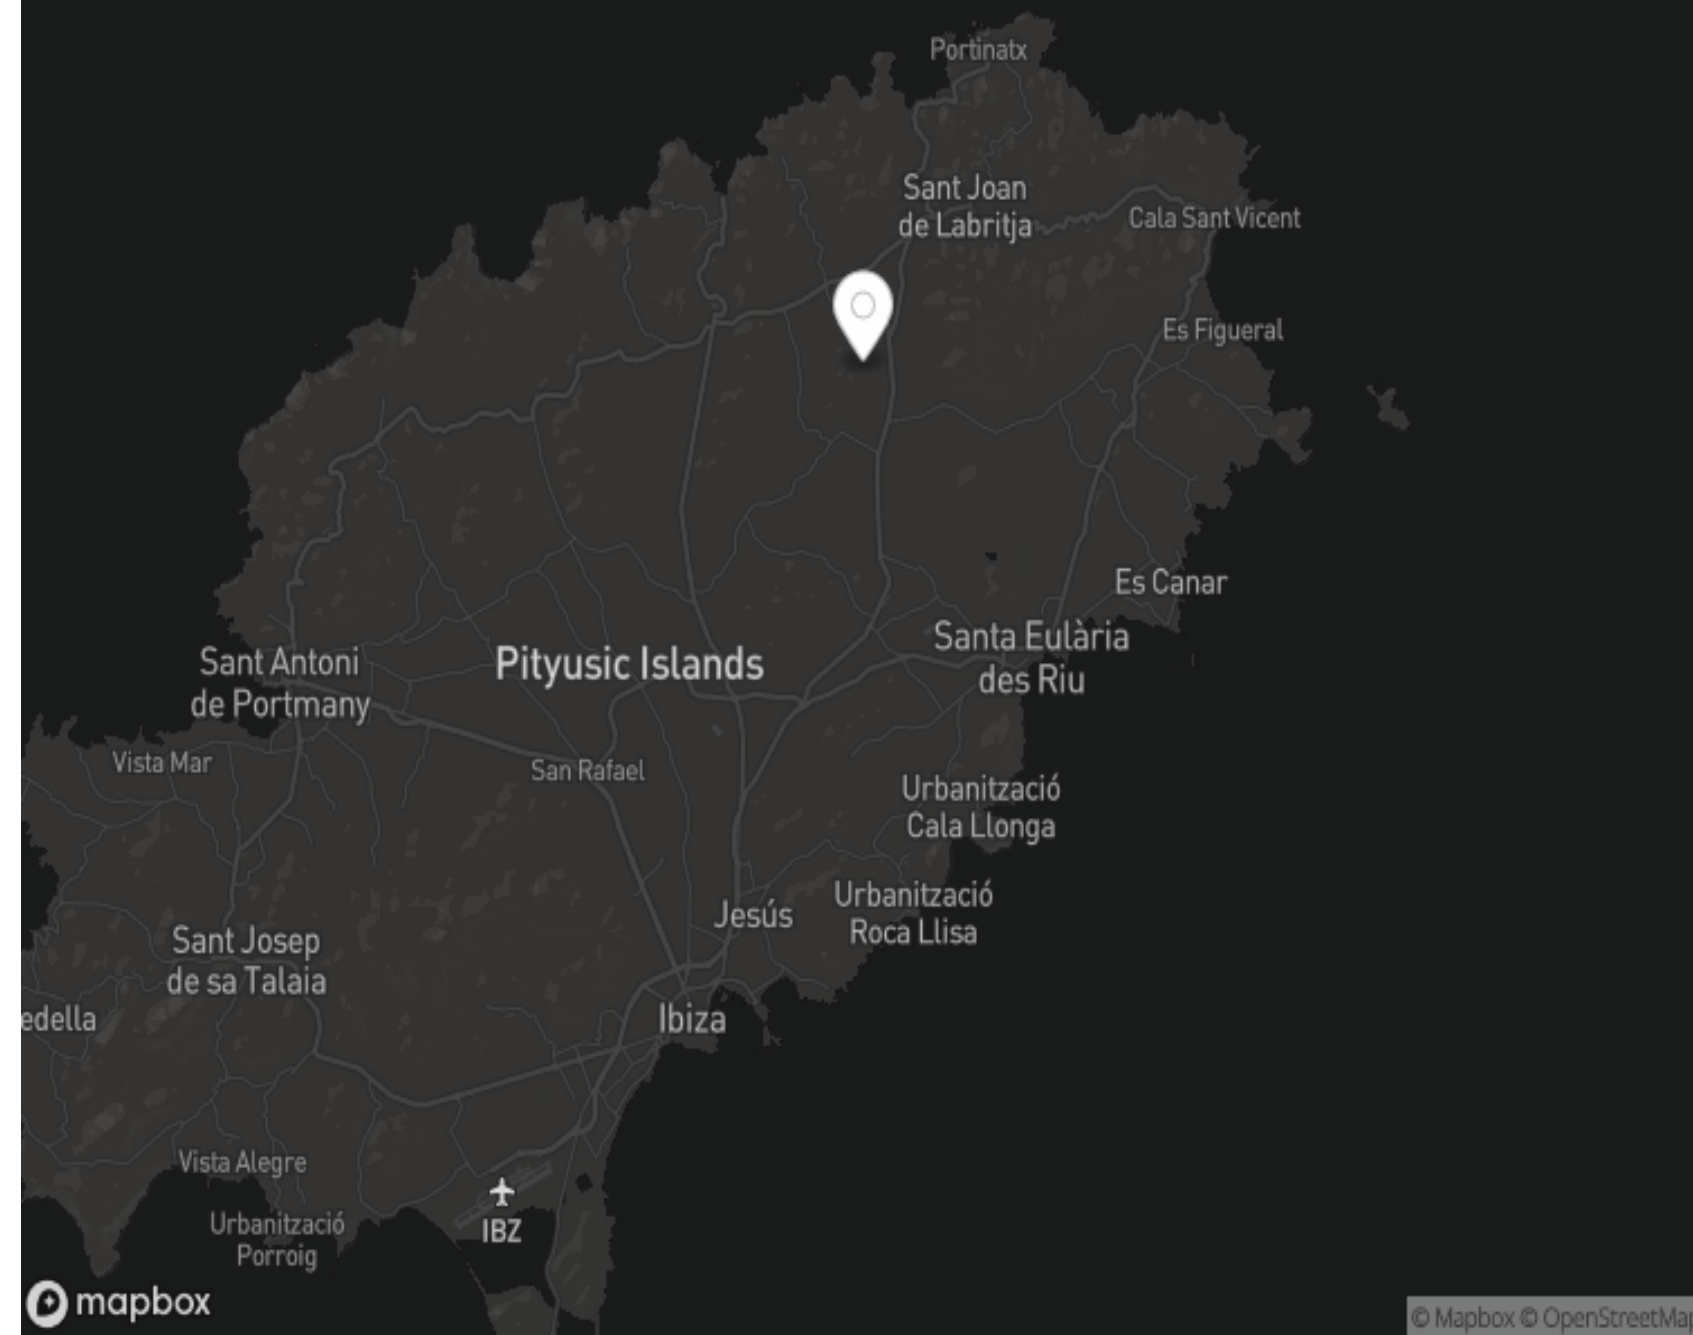 Portinatx
Sant Joan
de Labritja
Cala Sant Vicent
Es Figueral
Es Canar
Santa Eulària
des Riu
Sant Antoni
de Portmany
Pityusic Islands
Vista Mar
San Rafael
Urbanització
Cala Llonga
Urbanització
Roca Llisa
Jesús
Sant Josep
de sa Talaia
edella
Ibiza
Vista Alegre
IBZ
Urbanització
Porroig
mapbox
© Mapbox © OpenStreetMap